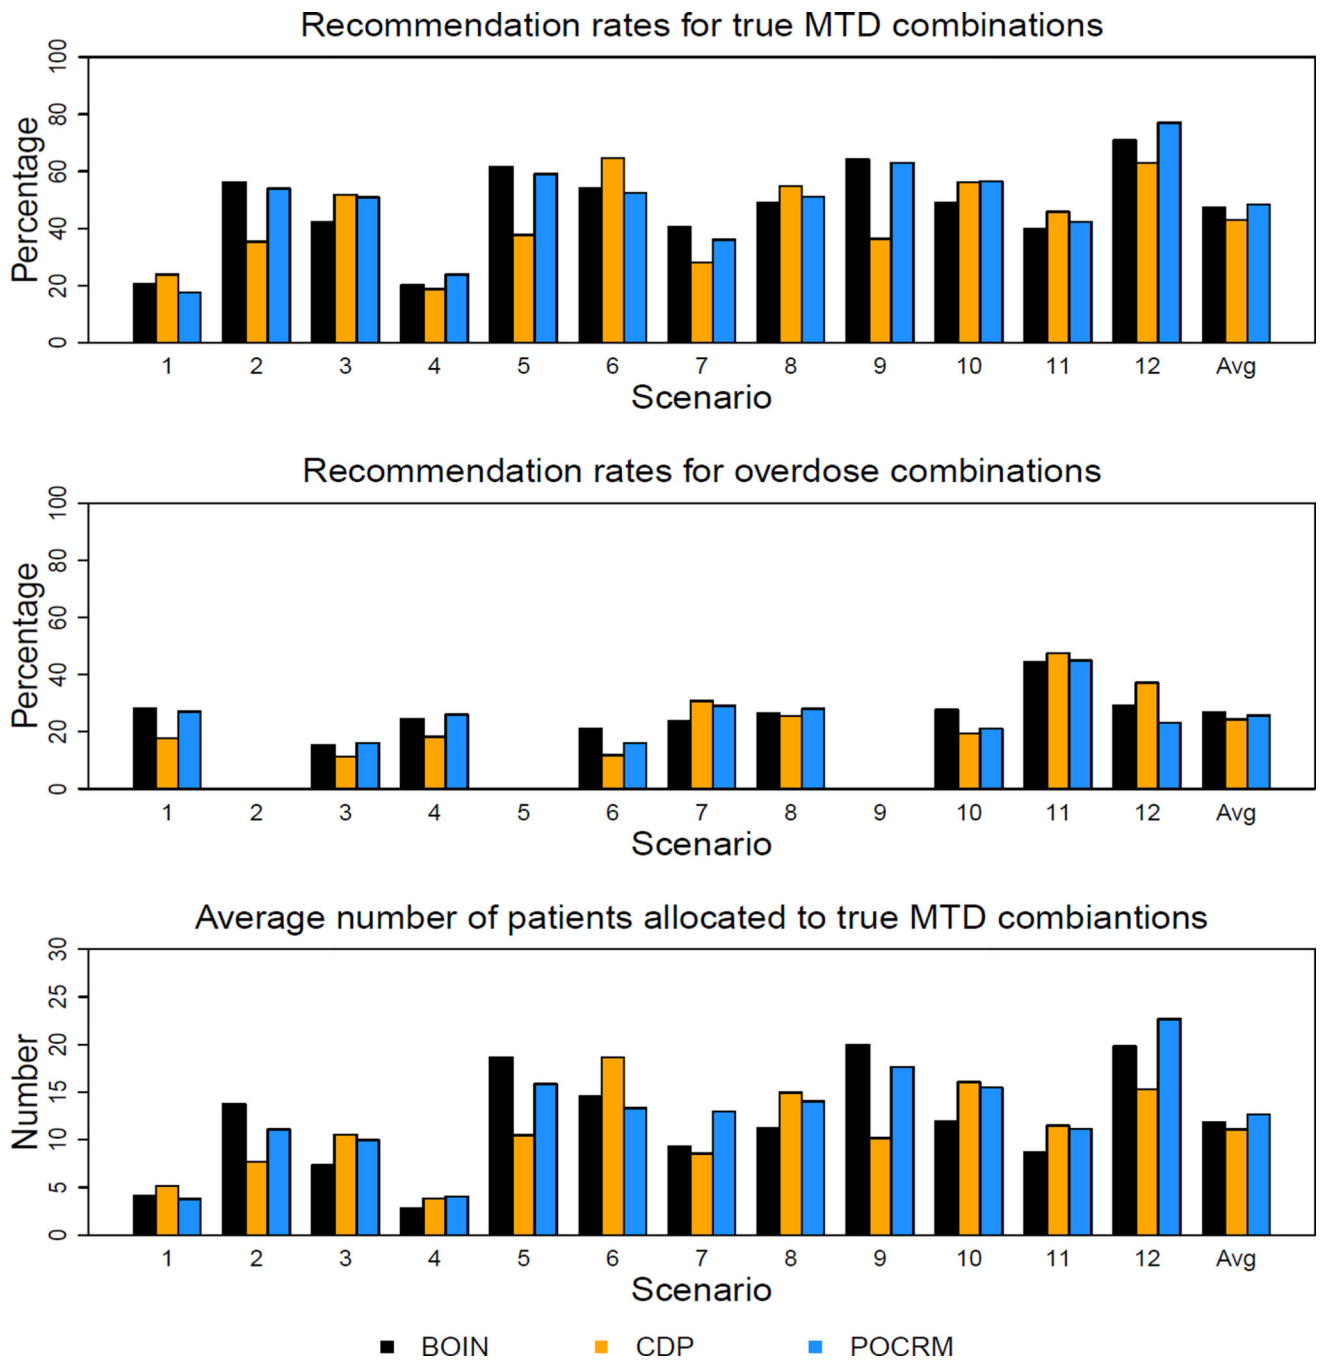 Recommendation rates for true MTD combinations
Percentage
0 20 40 60 80 100
1 2 3 4 5 6 7 8 9 10 11 12 Avg
Scenario
Recommendation rates for overdose combinations
Percentage
0 20 40 60 80 100
1 2 3 4 5 6 7 8 9 10 11 12 Avg
Scenario
Average number of patients allocated to true MTD combiantions
Number
0 5 10 15 20 25 30
1 2 3 4 5 6 7 8 9 10 11 12 Avg
Scenario
BOIN CDP POCRM